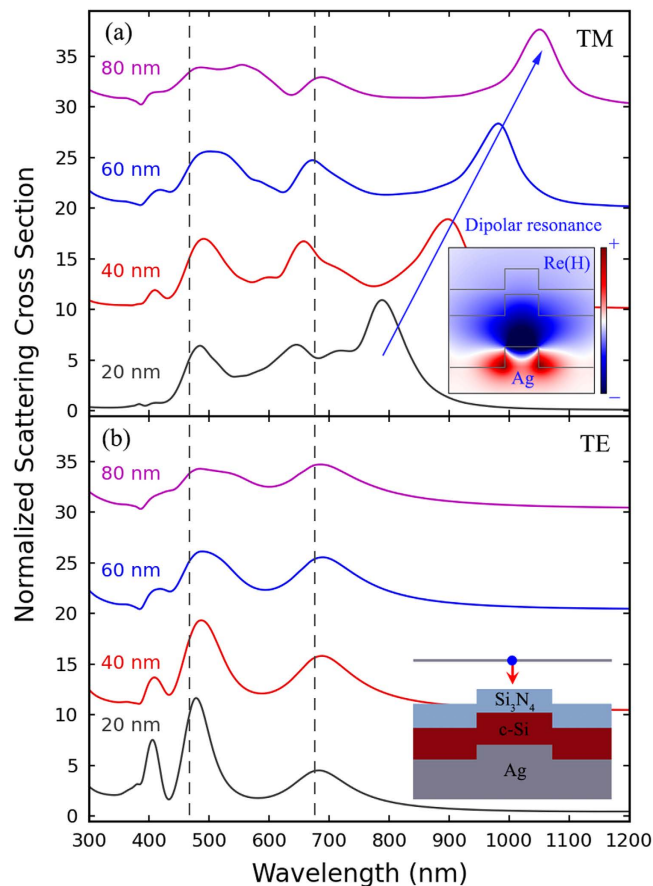 (a)
TM
35
80 nm
30
25
60 nm
20
Dipolar resonance
+
Re(H)
15
40 nm
10
20 nm
5
Ag
−
0
(b)
TE
35
80 nm
30
25
60 nm
20
15
40 nm
Si3N4
10
20 nm
c-Si
5
Ag
0
300 400 500 600 700 800 900 1000 1100 1200
Wavelength (nm)
Normalized Scattering Cross Section